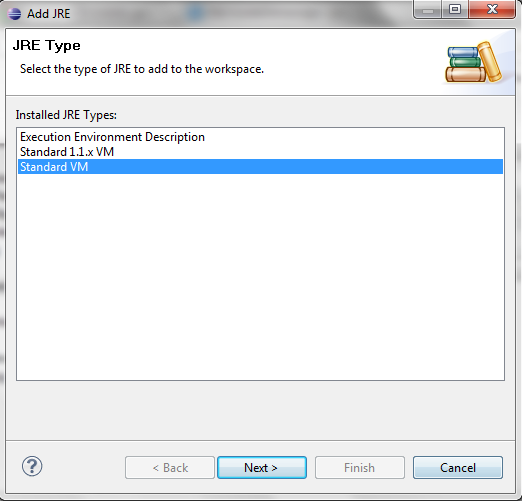 Add JRE
JRE Type
Select the type of JRE to add to the workspace.
Installed JRE Types:
Execution Environment Description
Standard 1.1.x VM
Standard VM
?
< Back
Next >
Finish
Cancel